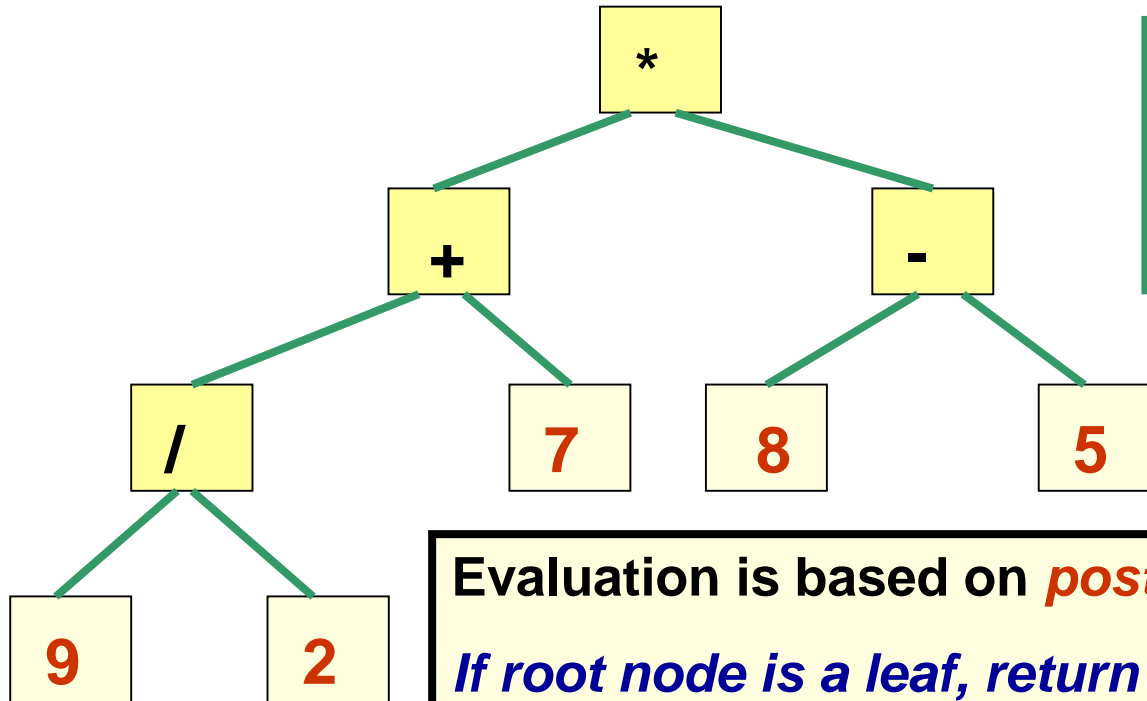 *
+ -
/ 7 8 5
9 2
Evaluation is based on
If root node is a leaf, return